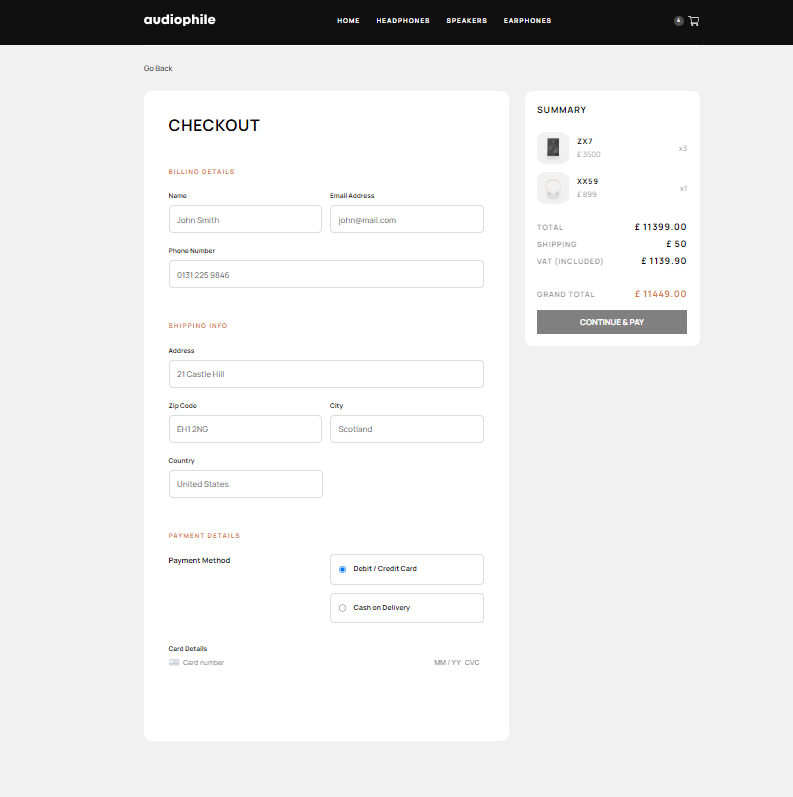 audiophile HOME HEADPHONES SPEAKERS EARPHONES 4
Go Back
CHECKOUT
BILLING DETAILS
Name Email Address
John Smith john@mail.com
Phone Number
0131 225 9846
SHIPPING INFO
Address
21 Castle Hill
Zip Code City
EH1 2NG Scotland
Country
United States
PAYMENT DETAILS
Payment Method Debit / Credit Card
Cash on Delivery
Card Details
Card number MM / YY CVC
SUMMARY
ZX7
£ 3500 x3
XX59
£ 899 x1
TOTAL £ 11399.00
SHIPPING £ 50
VAT (INCLUDED) £ 1139.90
GRAND TOTAL £ 11449.00
CONTINUE & PAY